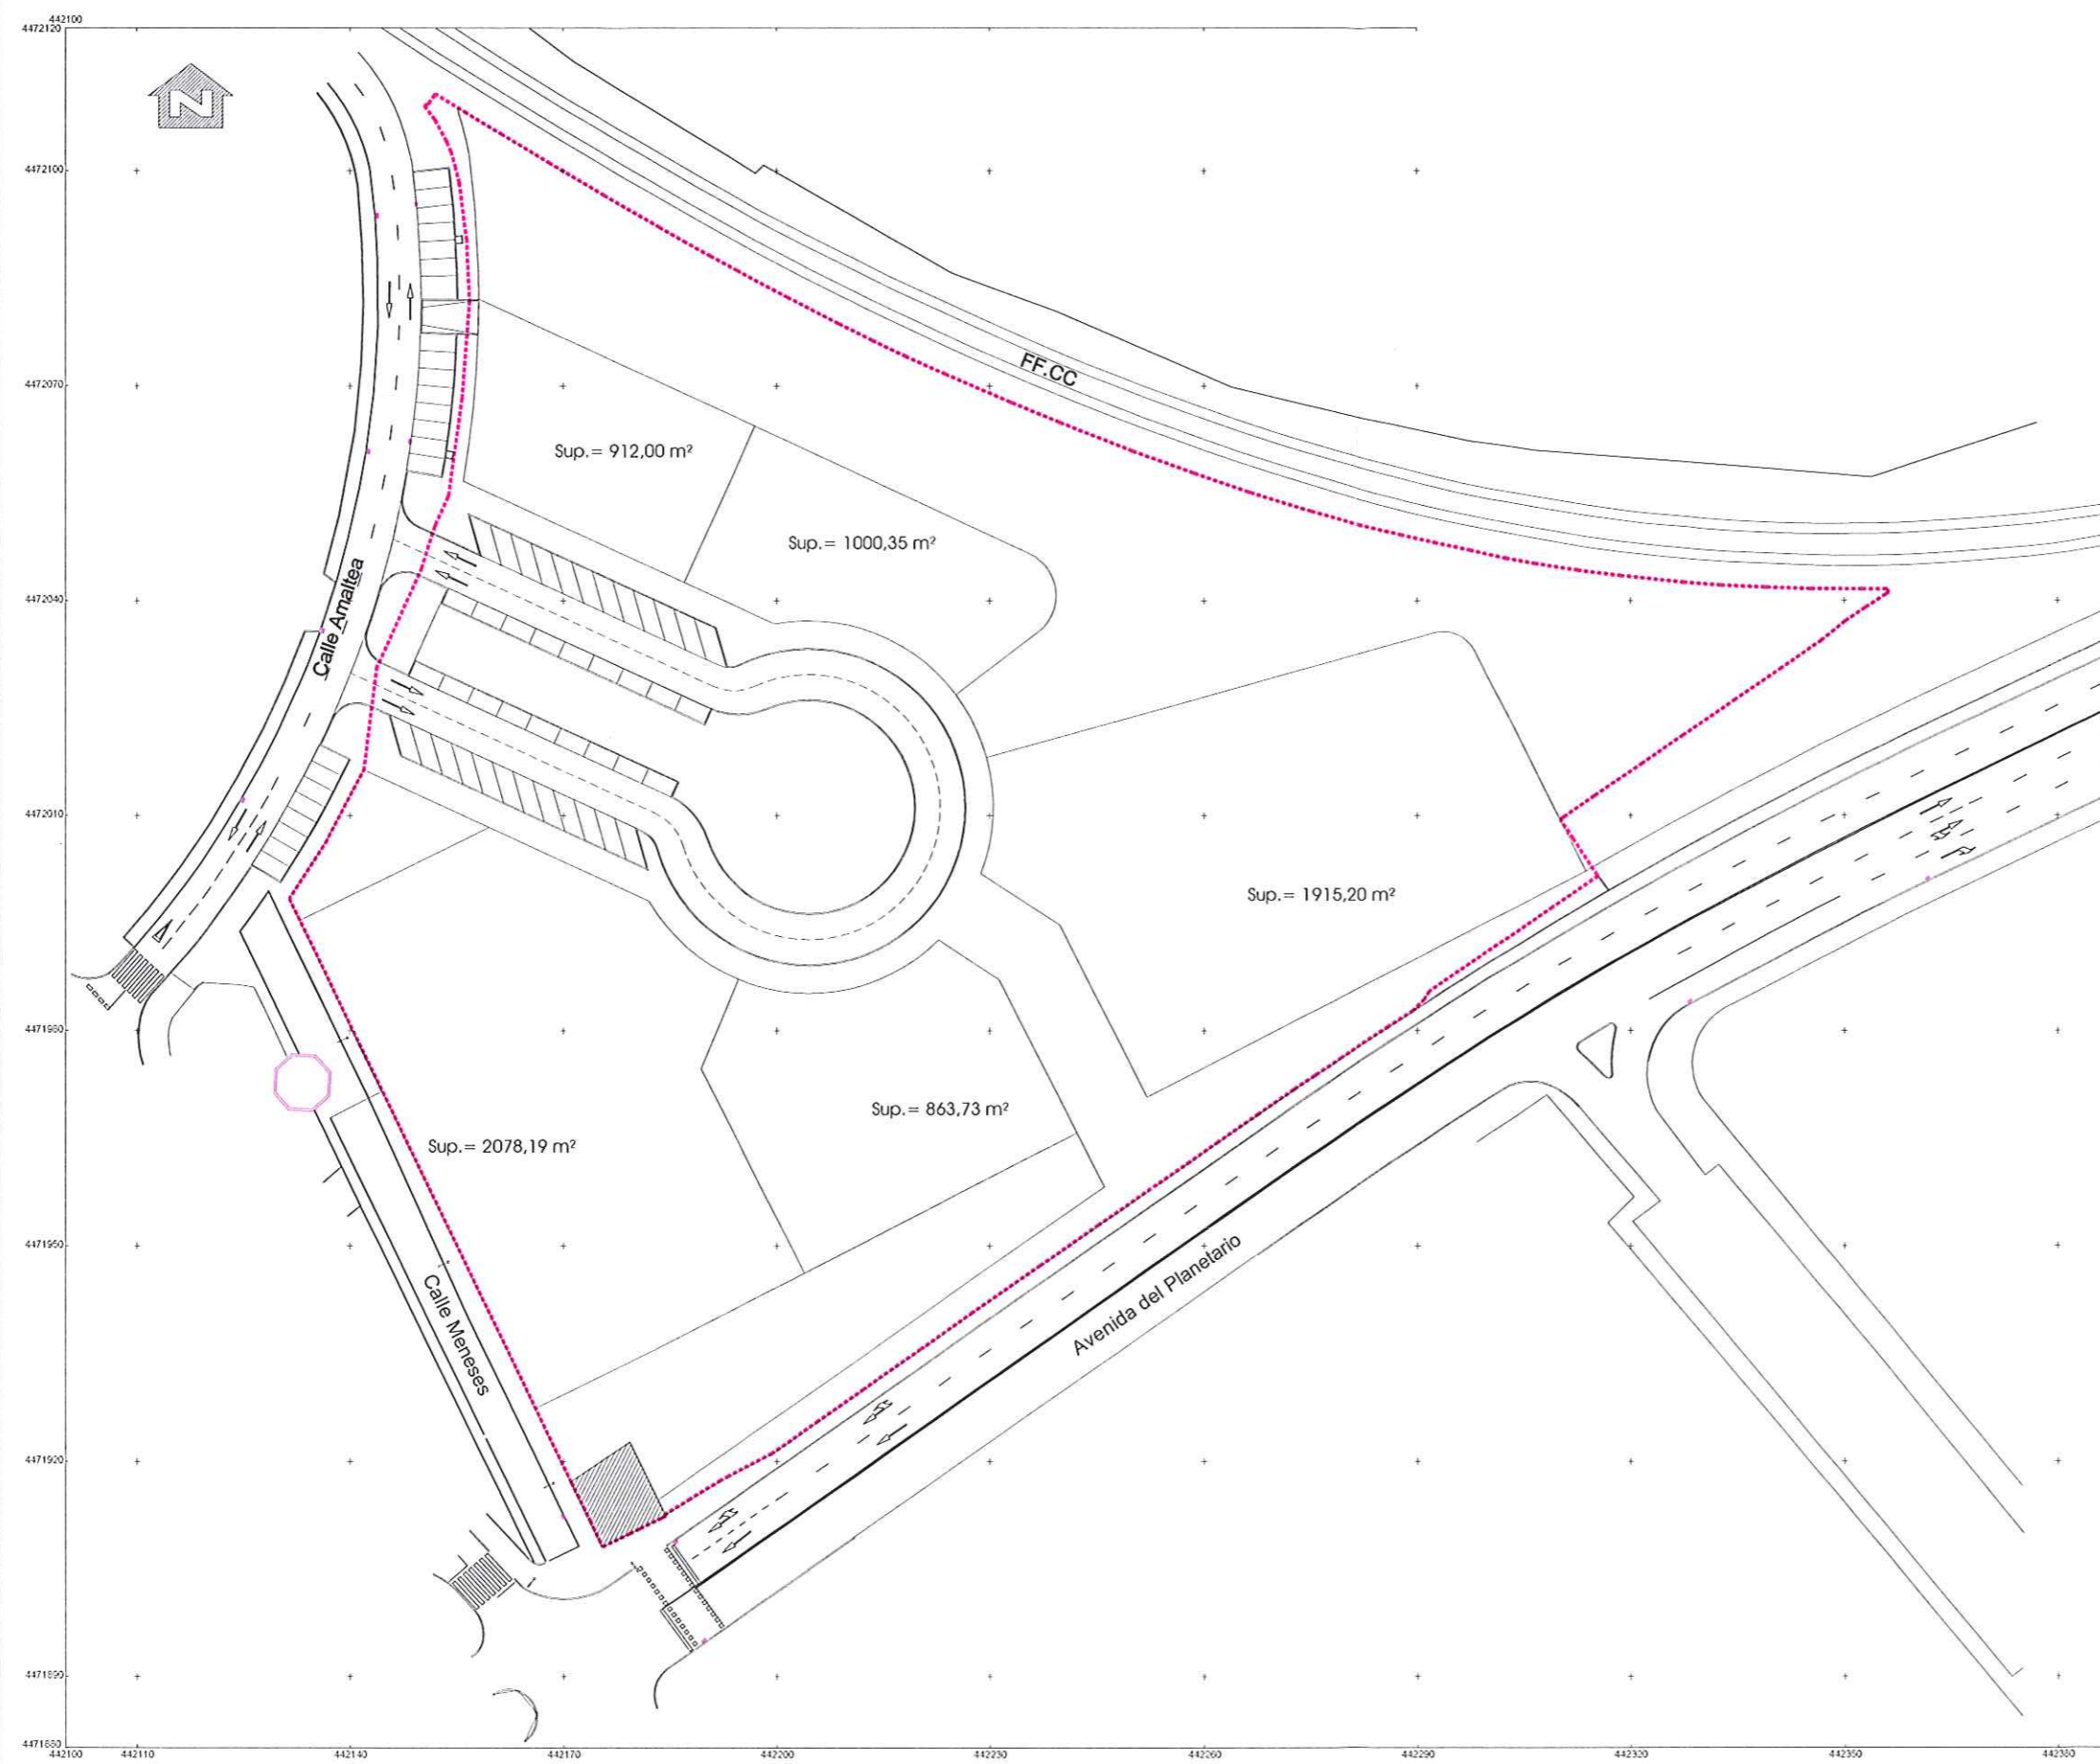 442100
4472120
N
4472100
FF.CC
4472070
Sup.= 912,00 m²
Sup.= 1000,35 m²
4472040
Calle Amaltea
4472010
Sup.= 1915,20 m²
4471980
Sup.= 863,73 m²
Sup.= 2078,19 m²
4471950
Avenida del Planetario
Calle Meneses
4471920
4471890
4471880
442100 442110 442140 442170 442200 442230 442260 442290 442320 442350 442380